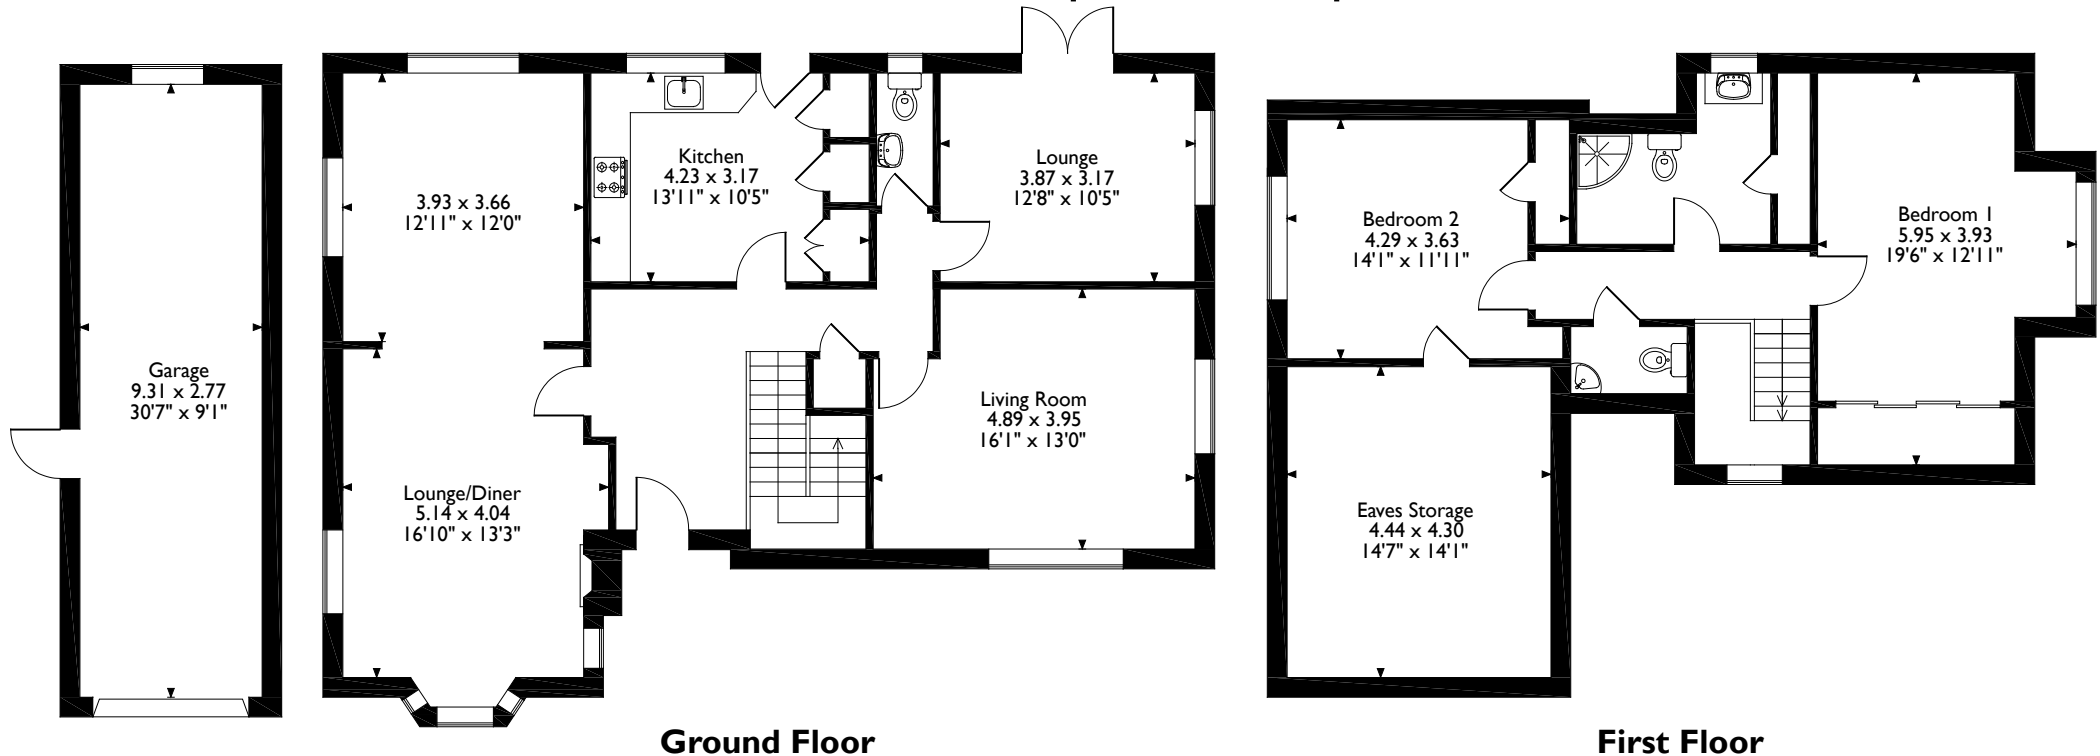 Garage
9.31 x 2.77
30'7" x 9'1"
3.93 x 3.66
12'11" x 12'0"
Lounge/Diner
5.14 x 4.04
16'10" x 13'3"
Kitchen
4.23 x 3.17
13'11" x 10'5"
Lounge
3.87 x 3.17
12'8" x 10'5"
Living Room
4.89 x 3.95
16'1" x 13'0"
Ground Floor
Bedroom 2
4.29 x 3.63
14'1" x 11'11"
Bedroom 1
5.95 x 3.93
19'6" x 12'11"
Eaves Storage
4.44 x 4.30
14'7" x 14'1"
First Floor